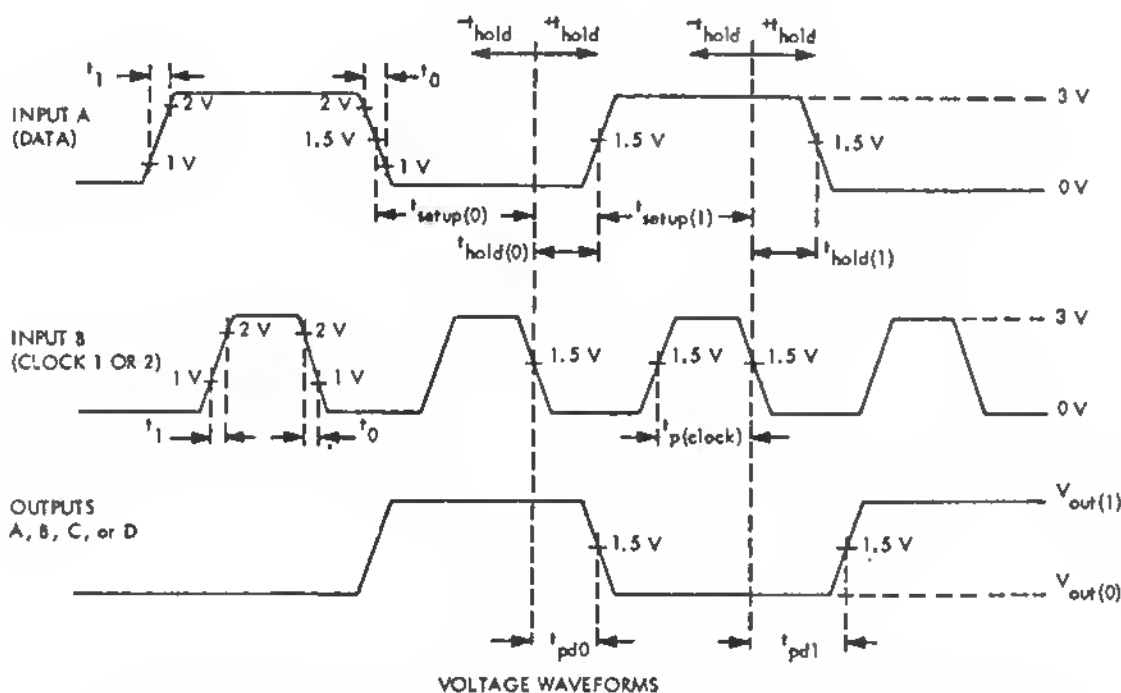 -thold +thold -thold +thold
t1 t0
INPUT A
(DATA)
2 V 2 V 3 V
1.5 V 1.5 V 1.5 V
1 V 1 V
0 V
tsetup(0) tsetup(1)
thold(0) thold(1)
INPUT B
(CLOCK 1 OR 2)
2 V 2 V 3 V
1.5 V 1.5 V 1.5 V
1 V 1 V
0 V
t1 t0 tp(clock)
OUTPUTS
A, B, C, or D
Vout(1)
1.5 V 1.5 V
Vout(0)
tpd0 tpd1
VOLTAGE WAVEFORMS